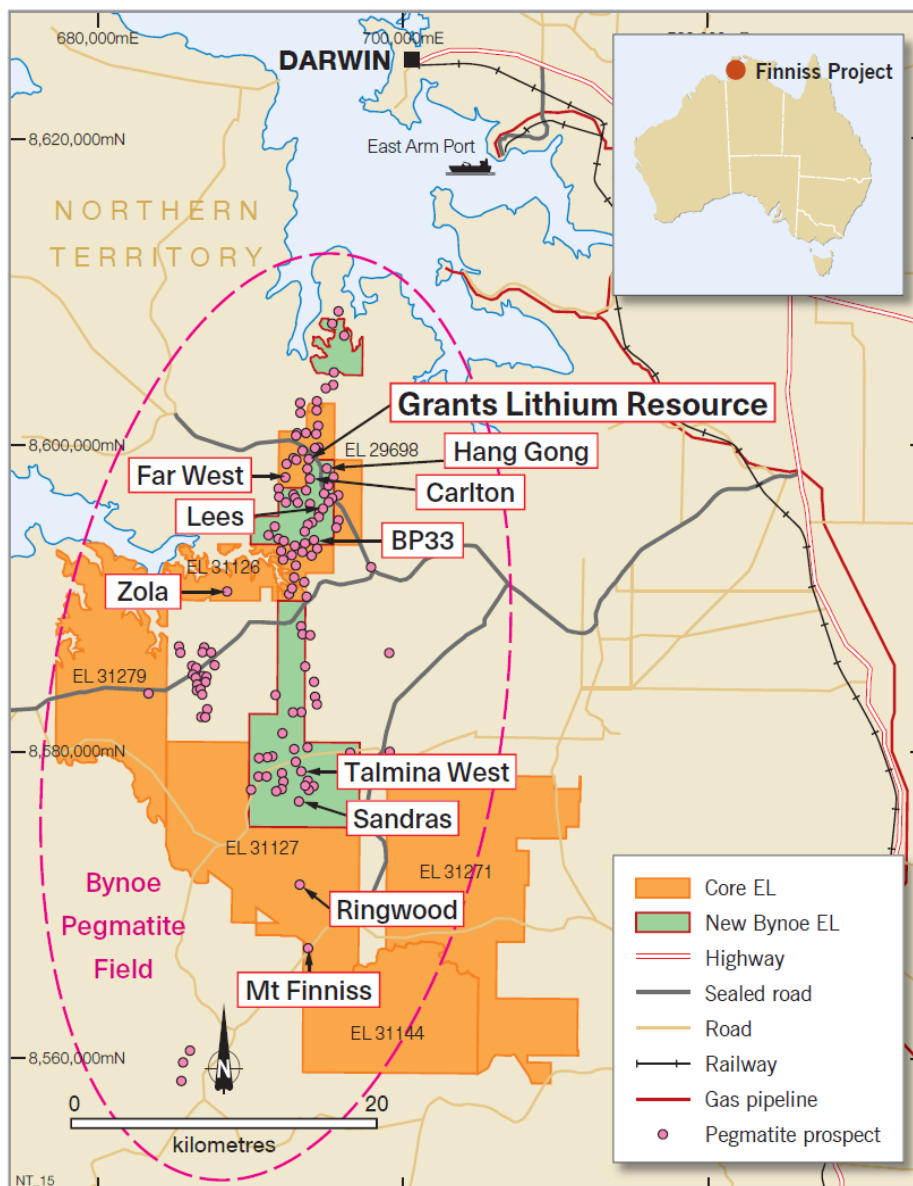 680,000mE
700,000mE
DARWIN
Finniss Project
8,620,000mN
East Arm Port
NORTHERN
TERRITORY
Grants Lithium Resource
8,600,000mN
EL 29698
Hang Gong
Far West
Carlton
Lees
BP33
EL 31126
Zola
EL 31279
8,580,000mN
Talmina West
Sandras
EL 31127
EL 31271
Bynoe
Pegmatite
Field
Ringwood
Mt Finniss
EL 31144
8,560,000mN
N
0 20
kilometres
NT_15
Core EL
New Bynoe EL
Highway
Sealed road
Road
Railway
Gas pipeline
Pegmatite prospect